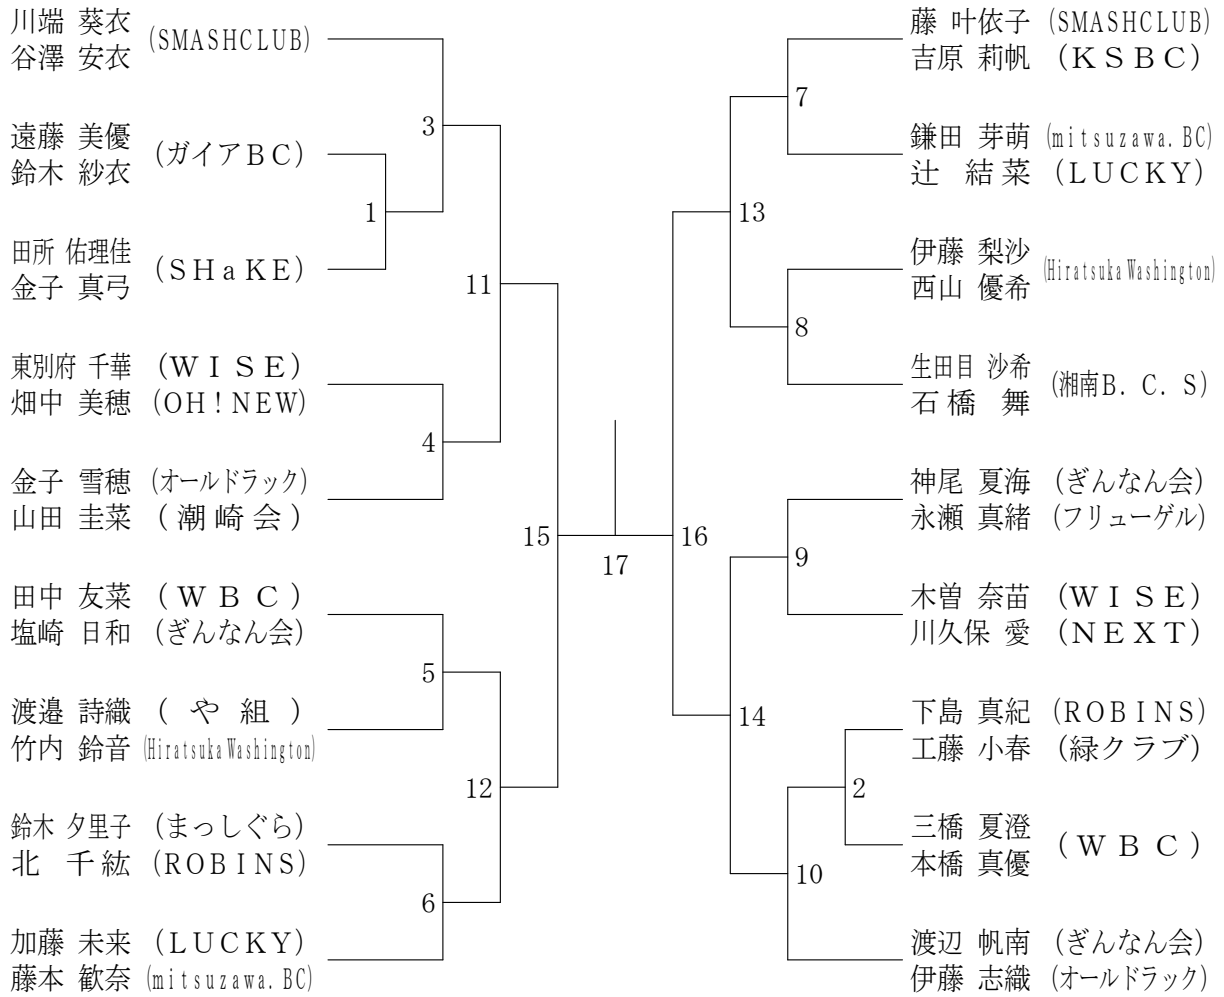 川端 葵衣 (SMASHCLUB)
谷澤 安衣
3
遠藤 美優 (ガイアBC)
鈴木 紗衣
1
田所 佑理佳 (SHaKE)
金子 真弓
11
東別府 千華 (WISE)
畑中 美穂 (OH!NEW)
4
金子 雪穂 (オールドラック)
山田 圭菜 (潮崎会)
15
田中 友菜 (WBC)
塩崎 日和 (ぎんなん会)
5
渡邉 詩織 (や組)
竹内 鈴音 (Hiratsuka Washington)
12
鈴木 夕里子 (まっしぐら)
北 千紘 (ROBINS)
6
加藤 未来 (LUCKY)
藤本 歓奈 (mitsuzawa.BC)
17
藤 叶依子 (SMASHCLUB)
吉原 莉帆 (KSBC)
7
鎌田 芽萌 (mitsuzawa.BC)
辻 結菜 (LUCKY)
13
伊藤 梨沙 (Hiratsuka Washington)
西山 優希
8
生田目 沙希 (湘南B.C.S)
石橋 舞
16
神尾 夏海 (ぎんなん会)
永瀬 真緒 (フリューゲル)
9
木曽 奈苗 (WISE)
川久保 愛 (NEXT)
14
下島 真紀 (ROBINS)
工藤 小春 (緑クラブ)
2
三橋 夏澄 (WBC)
本橋 真優
10
渡辺 帆南 (ぎんなん会)
伊藤 志織 (オールドラック)